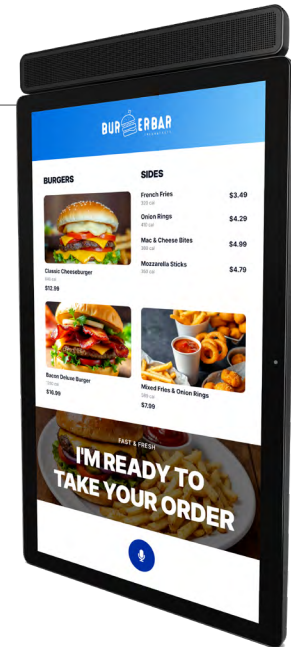 BURGERBAR
BURGERS
Classic Cheeseburger
$12.99
Bacon Deluxe Burger
$16.99
SIDES
French Fries $3.49
Onion Rings $4.29
Mac & Cheese Bites $4.99
Mozzarella Sticks $4.79
Mixed Fries & Onion Rings
$7.99
FAST & FRESH
I'M READY TO
TAKE YOUR ORDER